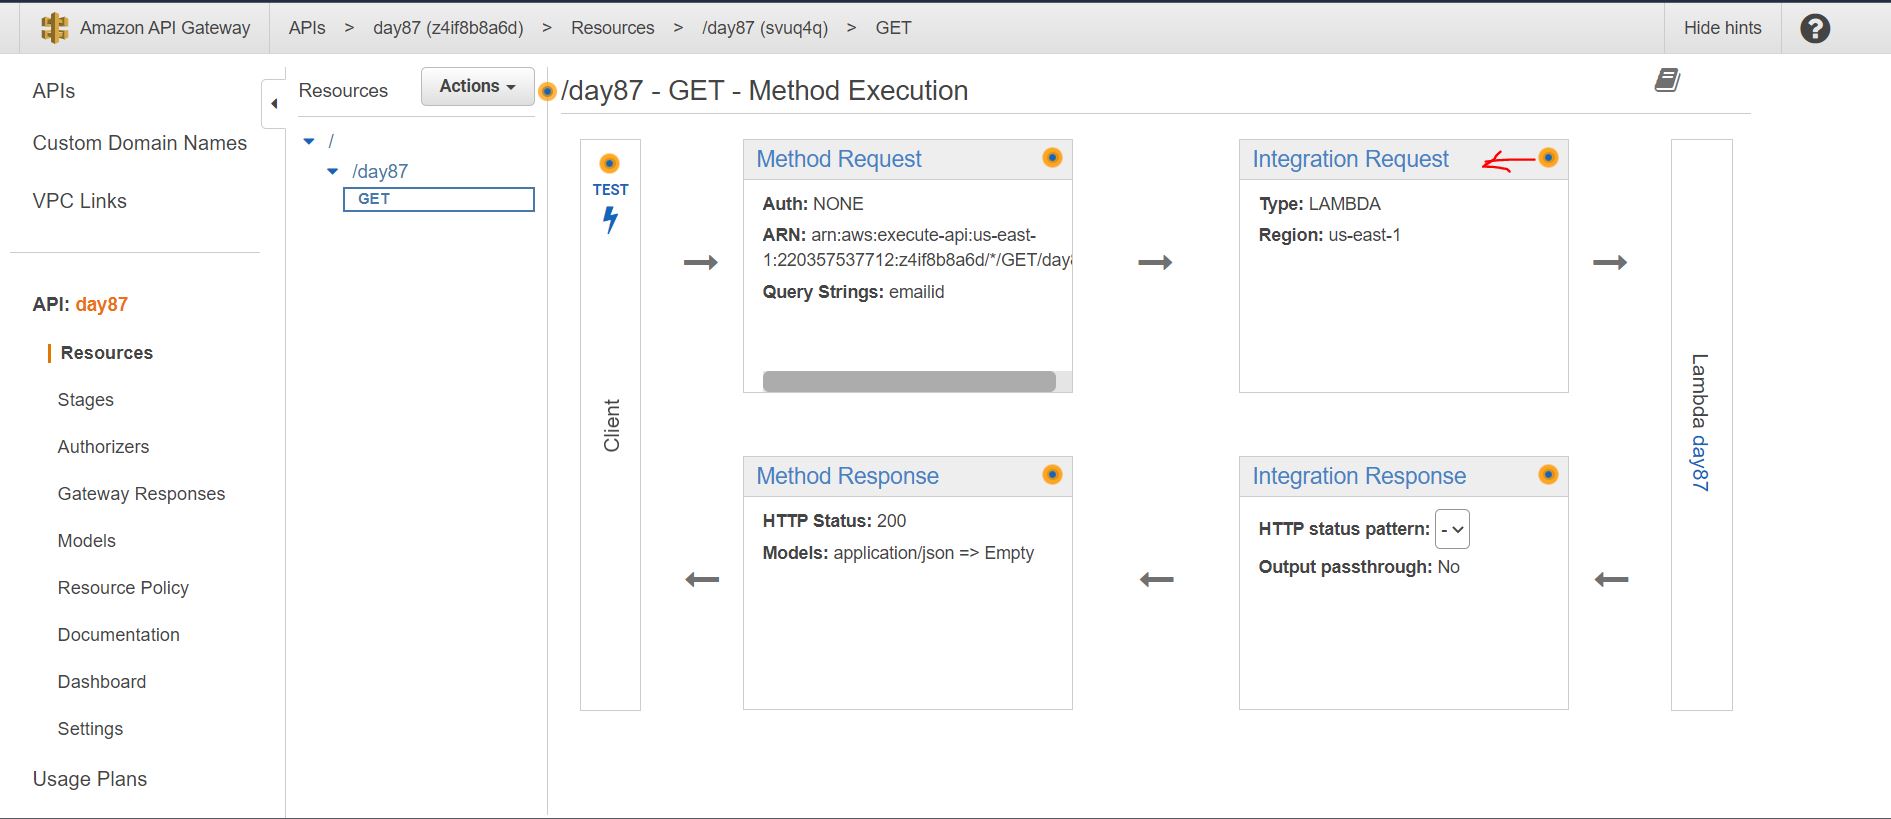 Amazon API Gateway
APIs > day87 (z4if8b8a6d) > Resources > /day87 (svuq4q) > GET
Hide hints
?
APIs
Custom Domain Names
VPC Links
API: day87
Resources
Stages
Authorizers
Gateway Responses
Models
Resource Policy
Documentation
Dashboard
Settings
Usage Plans
Resources
Actions
/
/day87
GET
/day87 - GET - Method Execution
TEST
Client
Method Request
Auth: NONE
ARN: arn:aws:execute-api:us-east-
1:220357537712:z4if8b8a6d/*/GET/day
Query Strings: emailid
Integration Request
Type: LAMBDA
Region: us-east-1
Lambda day87
Method Response
HTTP Status: 200
Models: application/json => Empty
Integration Response
HTTP status pattern: -
Output passthrough: No